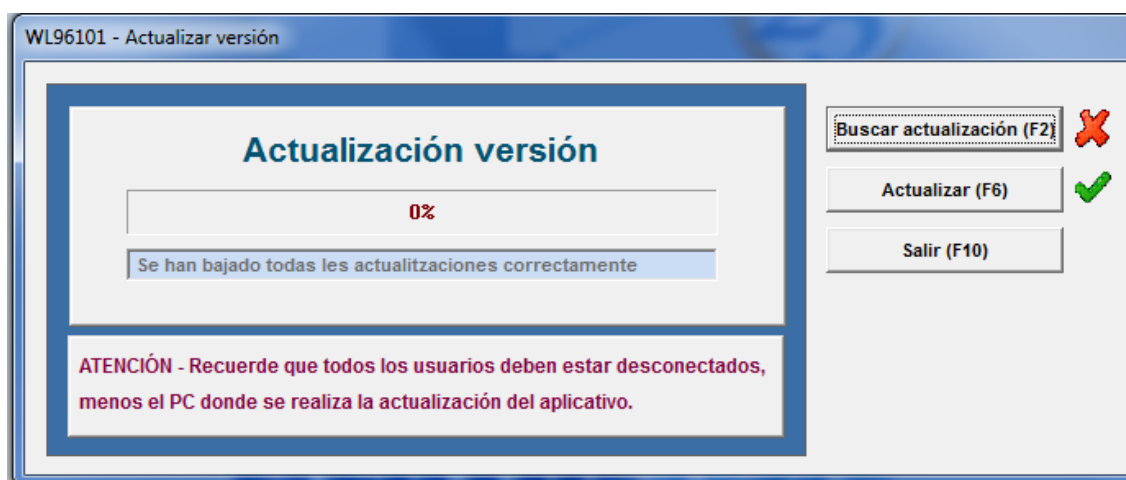 WL96101 - Actualizar versión
Actualización versión
0%
Se han bajado todas les actualitzaciones correctamente
ATENCIÓN - Recuerde que todos los usuarios deben estar desconectados,
menos el PC donde se realiza la actualización del aplicativo.
Buscar actualización (F2)
Actualizar (F6)
Salir (F10)